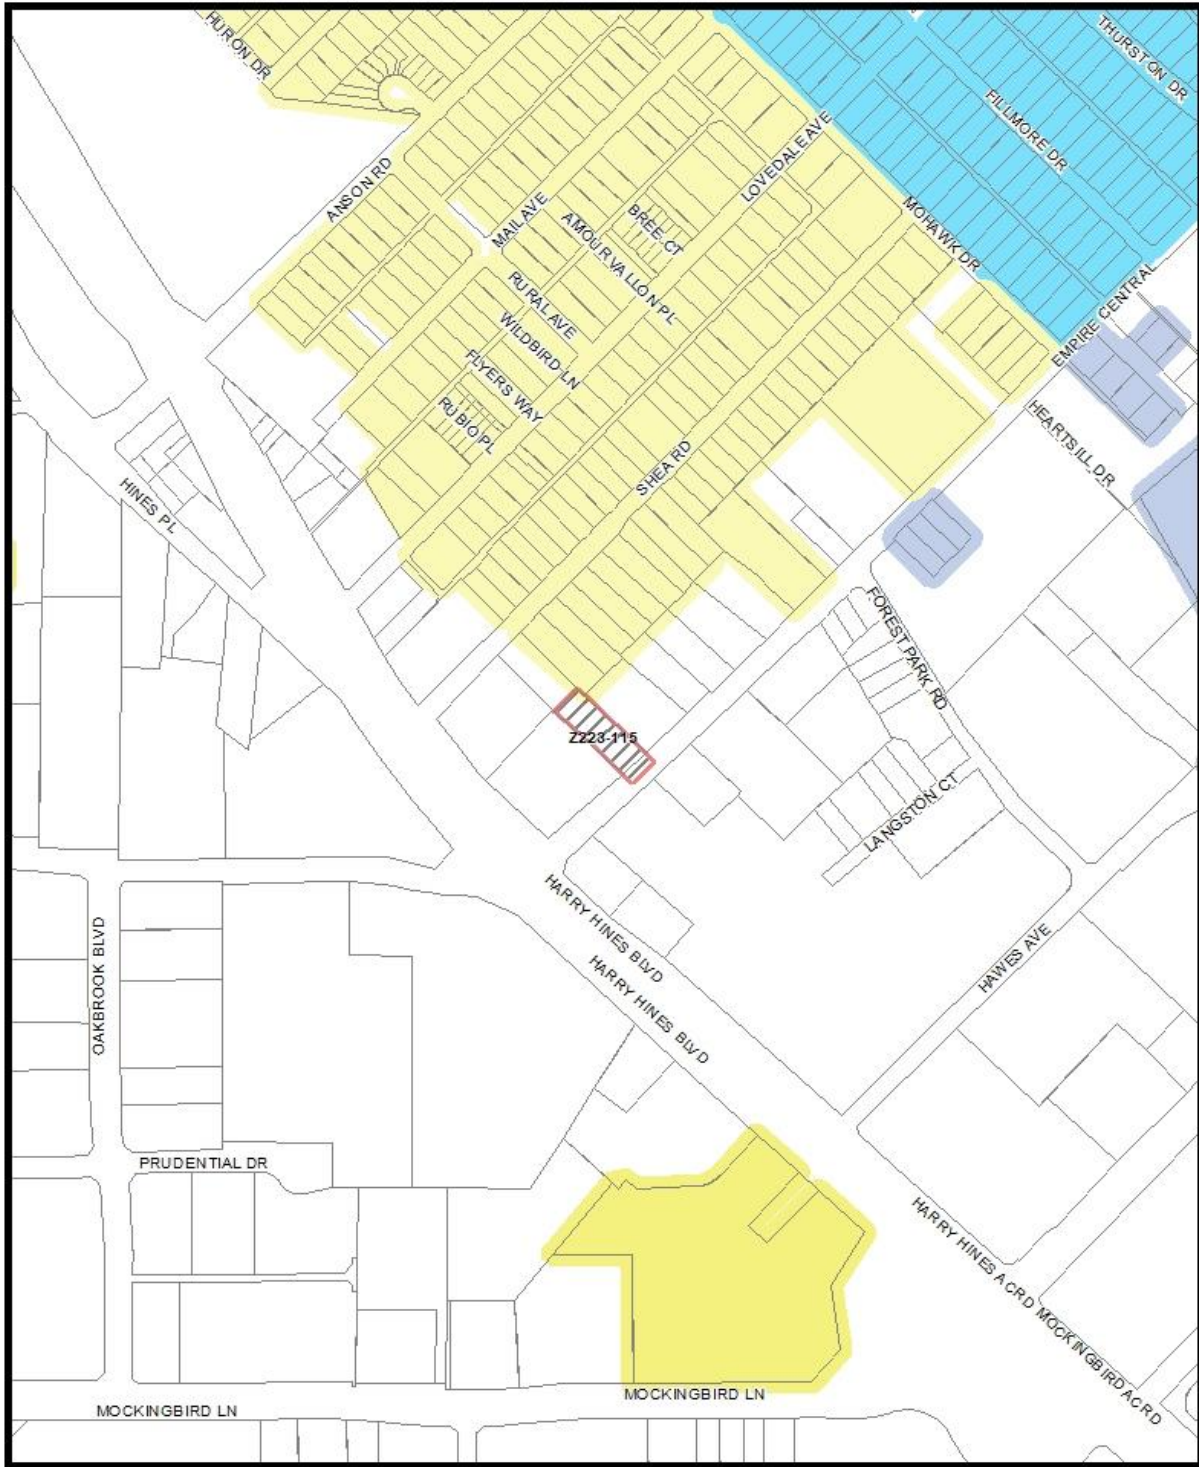 HURON DR
THURSTON DR
FILLMORE DR
ANSON RD
MAIL AVE
LOVEDALE AVE
BREE CT
AMOUR VALLON PL
MOHAWK DR
RURAL AVE
WILDBIRD LN
EMPIRE CENTRAL
FLYERS WAY
RUBIO PL
HEARTSILL DR
SHEA RD
HINES PL
FOREST PARK RD
Z223-115
LANGSTON CT
HARRY HINES BLVD
HARRY HINES BLVD
OAKBROOK BLVD
HAWES AVE
PRUDENTIAL DR
HARRY HINES ACRD MOCKINGBIRD ACRD
MOCKINGBIRD LN
MOCKINGBIRD LN